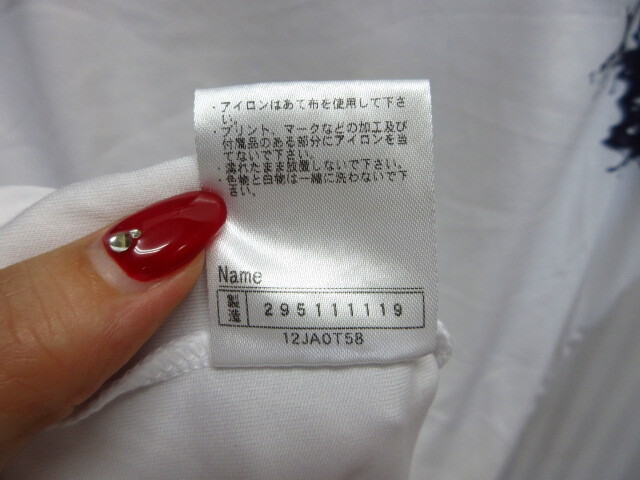 ・アイロンはあて布を使用して下さ
い。
・プリント、マークなどの加工及び
付属品のある部分にアイロンを当
てないで下さい。
・濡れたまま放置しないで下さい。
・色物と白物は一緒に洗わないで下
さい。
Name
製造 295111119
12JA0T58